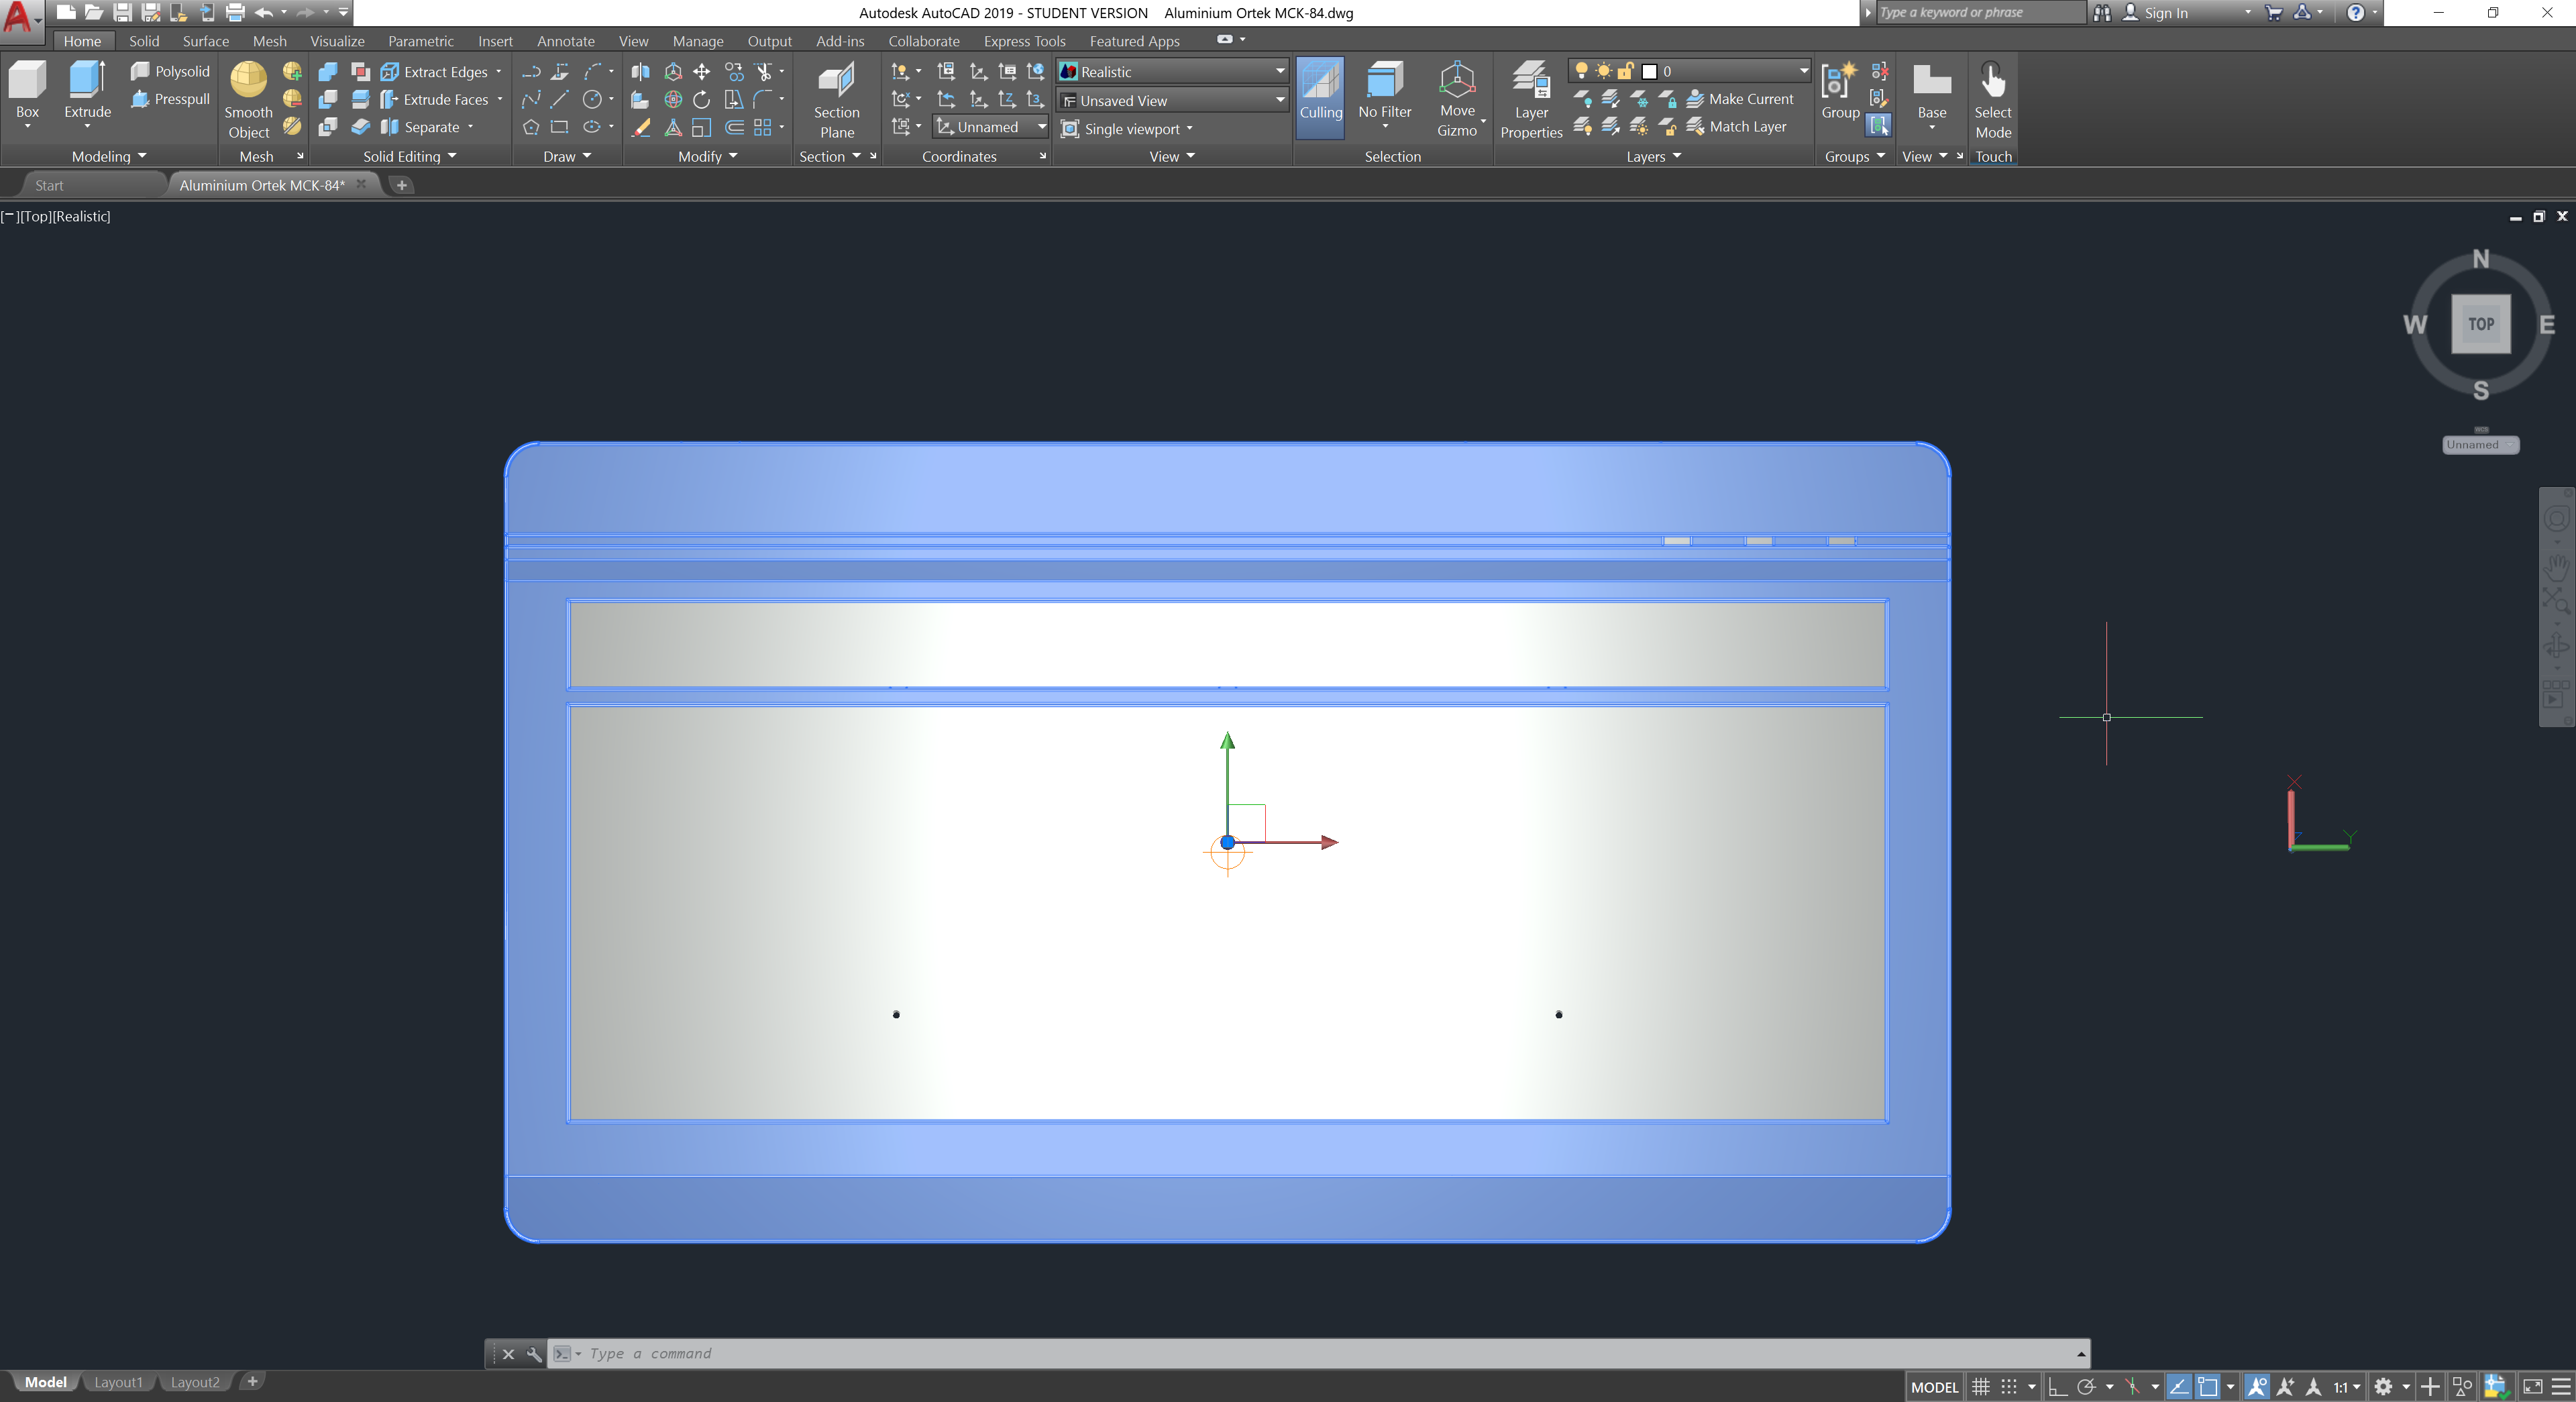 Autodesk AutoCAD 2019 - STUDENT VERSION Aluminium Ortek MCK-84.dwg
Type a keyword or phrase
Sign In
Home Solid Surface Mesh Visualize Parametric Insert Annotate View Manage Output Add-ins Collaborate Express Tools Featured Apps
Box
Extrude
Polysolid
Presspull
Smooth
Object
Extract Edges
Extrude Faces
Separate
Section
Plane
Unnamed
Realistic
Unsaved View
Single viewport
Culling
No Filter
Move
Gizmo
Layer
Properties
0
Make Current
Match Layer
Group
Base
Select
Mode
Modeling Mesh Solid Editing Draw Modify Section Coordinates View Selection Layers Groups View Touch
Start
Aluminium Ortek MCK-84*
[−][Top][Realistic]
N
W TOP E
S
WCS
Unnamed
X
Z Y
Type a command
Model Layout1 Layout2
MODEL 1:1